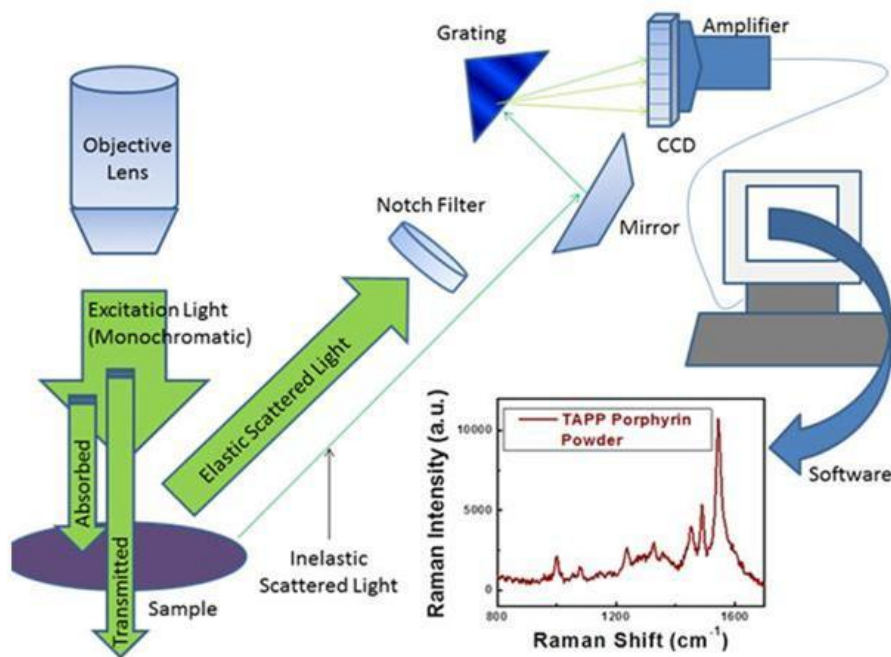 Grating
Amplifier
Objective
Lens
CCD
Notch Filter
Mirror
Excitation Light
(Monochromatic)
Elastic Scattered Light
Absorbed
Transmitted
Inelastic
Scattered Light
Sample
Software
TAPP Porphyrin
Powder
Raman Intensity (a.u.)
10000
5000
0
800
1200
1600
Raman Shift (cm⁻¹)